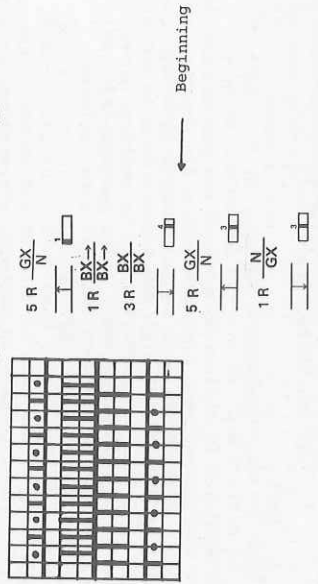 5 R GX/N
1
1 R BX→/BX→
3 R BX/BX
4
Beginning
5 R GX/N
3
1 R N/GX
3